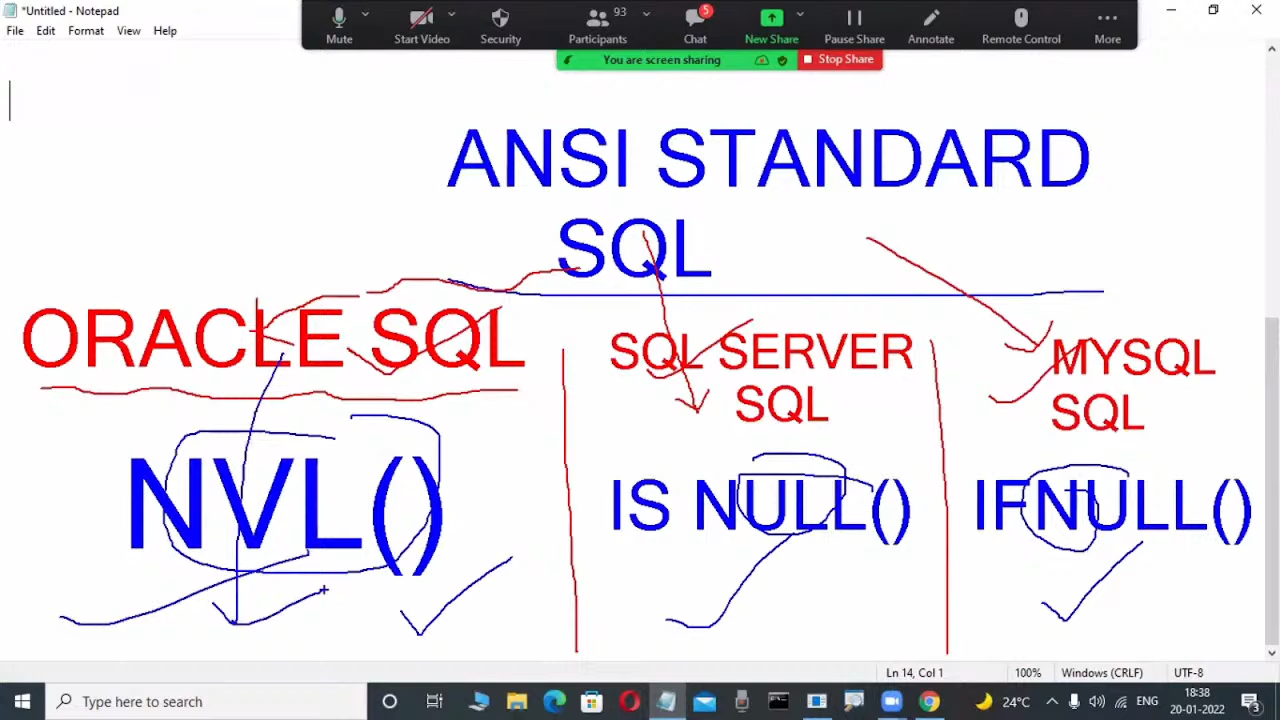 *Untitled - Notepad
File Edit Format View Help
93
5
Mute Start Video Security Participants Chat New Share Pause Share Annotate Remote Control More
You are screen sharing Stop Share
ANSI STANDARD
SQL
ORACLE SQL
SQL SERVER
SQL
MYSQL
SQL
NVL()
IS NULL()
IFNULL()
Ln 14, Col 1 100% Windows (CRLF) UTF-8
Type here to search
24°C ENG
18:38
20-01-2022
3